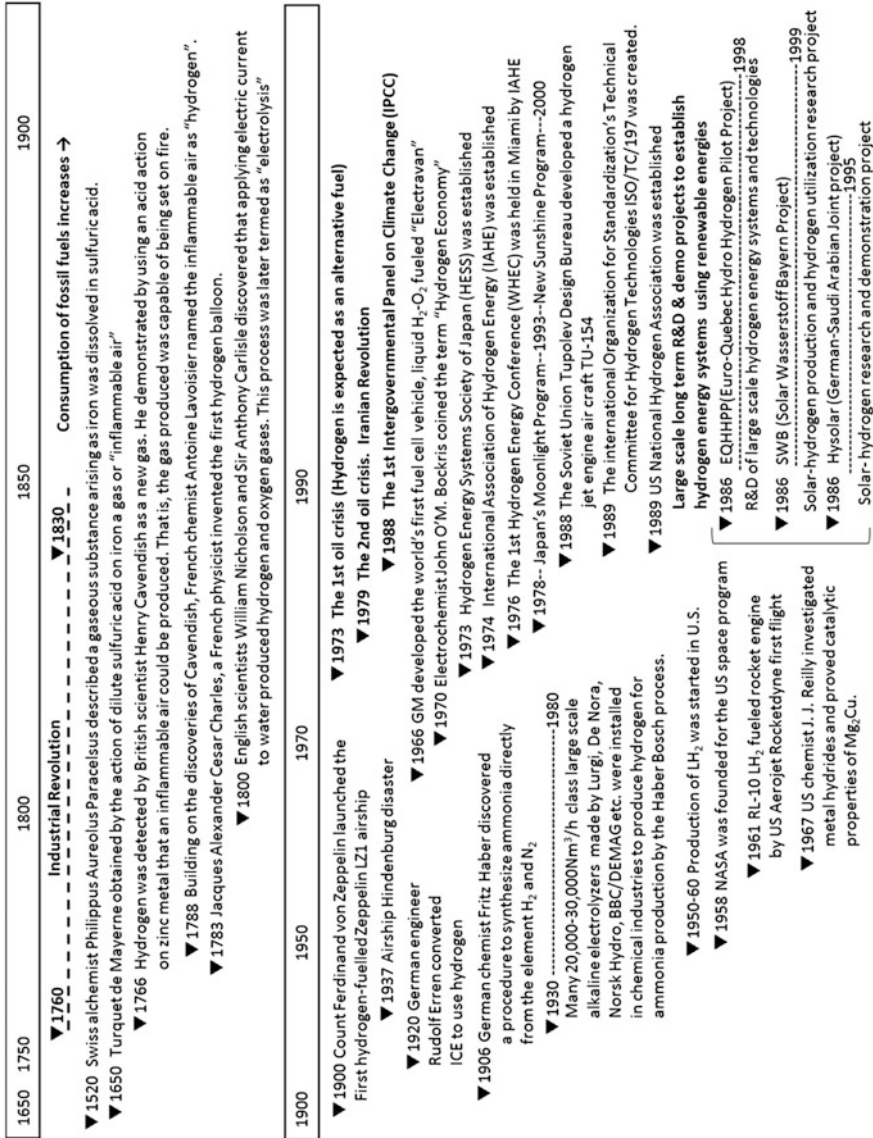 1650 1750 1800 1850 1900
▼1760 Industrial Revolution ▼1830 Consumption of fossil fuels increases →
▼1520 Swiss alchemist Philippus Aureolus Paracelsus described a gaseous substance arising as iron was dissolved in sulfuric acid.
▼1650 Turquet de Mayerne obtained by the action of dilute sulfuric acid on iron a gas or “inflammable air”
▼1766 Hydrogen was detected by British scientist Henry Cavendish as a new gas. He demonstrated by using an acid action
on zinc metal that an inflammable air could be produced. That is, the gas produced was capable of being set on fire.
▼1788 Building on the discoveries of Cavendish, French chemist Antoine Lavoisier named the inflammable air as “hydrogen”.
▼1783 Jacques Alexander Cesar Charles, a French physicist invented the first hydrogen balloon.
▼1800 English scientists William Nicholson and Sir Anthony Carlisle discovered that applying electric current
to water produced hydrogen and oxygen gases. This process was later termed as “electrolysis”
1900 1950 1970 1990
▼1900 Count Ferdinand von Zeppelin launched the
First hydrogen-fuelled Zeppelin LZ1 airship
▼1937 Airship Hindenburg disaster
▼1920 German engineer
Rudolf Erren converted
ICE to use hydrogen
▼1906 German chemist Fritz Haber discovered
a procedure to synthesize ammonia directly
from the element H₂ and N₂
▼1930 ---------------------------------1980
Many 20,000-30,000Nm³/h class large scale
alkaline electrolyzers made by Lurgi, De Nora,
Norsk Hydro, BBC/DEMAG etc. were installed
in chemical industries to produce hydrogen for
ammonia production by the Haber Bosch process.
▼1950-60 Production of LH₂ was started in U.S.
▼1958 NASA was founded for the US space program
▼1961 RL-10 LH₂ fueled rocket engine
by US Aerojet Rocketdyne first flight
▼1967 US chemist J.J. Reilly investigated
metal hydrides and proved catalytic
properties of Mg₂Cu.
▼1973 The 1st oil crisis (Hydrogen is expected as an alternative fuel)
▼1979 The 2nd oil crisis. Iranian Revolution
▼1988 The 1st Intergovernmental Panel on Climate Change (IPCC)
▼1966 GM developed the world’s first fuel cell vehicle, liquid H₂-O₂ fueled “Electravan”
▼1970 Electrochemist John O’M. Bockris coined the term “Hydrogen Economy”
▼1973 Hydrogen Energy Systems Society of Japan (HESS) was established
▼1974 International Association of Hydrogen Energy (IAHE) was established
▼1976 The 1st Hydrogen Energy Conference (WHEC) was held in Miami by IAHE
▼1978-- Japan’s Moonlight Program--1993--New Sunshine Program---2000
▼1988 The Soviet Union Tupolev Design Bureau developed a hydrogen
jet engine air craft TU-154
▼1989 The international Organization for Standardization’s Technical
Committee for Hydrogen Technologies ISO/TC/197 was created.
▼1989 US National Hydrogen Association was established
Large scale long term R&D & demo projects to establish
hydrogen energy systems using renewable energies
▼1986 EQHHPP(Euro-Quebec Hydro Hydrogen Pilot Project)
---------------------------------1998
R&D of large scale hydrogen energy systems and technologies
▼1986 SWB (Solar Wasserstoff Bayern Project)
---------------------------------1999
Solar-hydrogen production and hydrogen utilization research project
▼1986 Hysolar (German-Saudi Arabian Joint project)
---------------------------------1995
Solar- hydrogen research and demonstration project